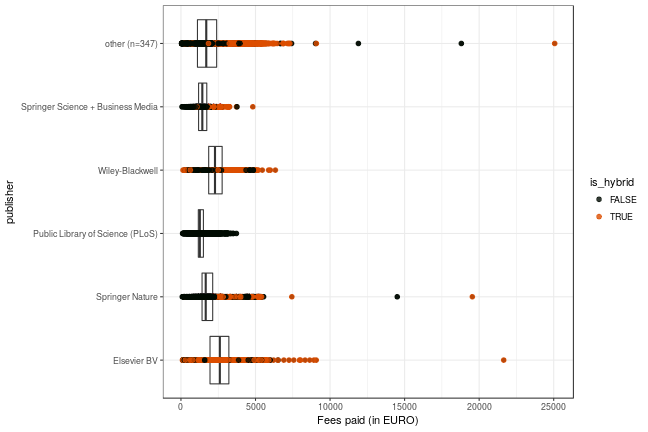 publisher
other (n=347)
Springer Science + Business Media
Wiley-Blackwell
Public Library of Science (PLoS)
Springer Nature
Elsevier BV
0 5000 10000 15000 20000 25000
Fees paid (in EURO)
is_hybrid
FALSE
TRUE